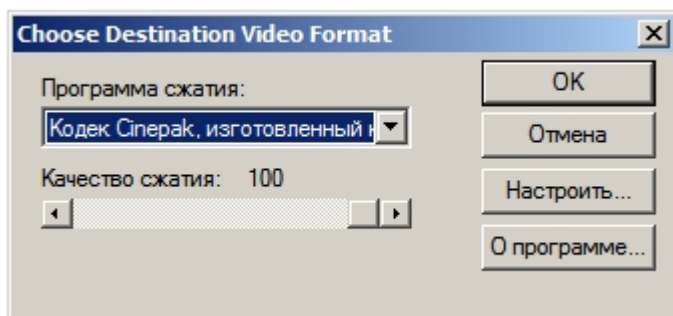 Choose Destination Video Format
Программа сжатия:
Кодек Cinepak, изготовленный
Качество сжатия: 100
OK
Отмена
Настроить...
О программе...